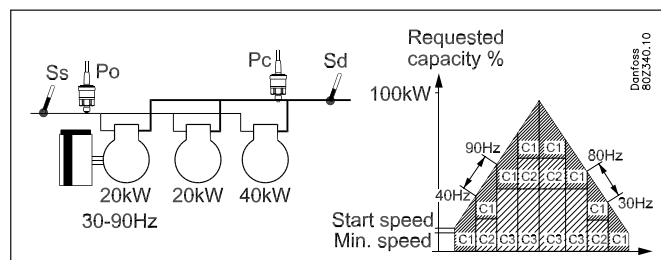 Ss Po
Pc Sd
20kW 20kW 40kW
30-90Hz
Requested
capacity %
100kW
90Hz
40Hz
80Hz
30Hz
Start speed
Min. speed
C1 C1
C1 C2 C2 C1
C1 C1
C1 C2 C3 C3 C3 C3 C2 C1
Danfoss
80Z340.10